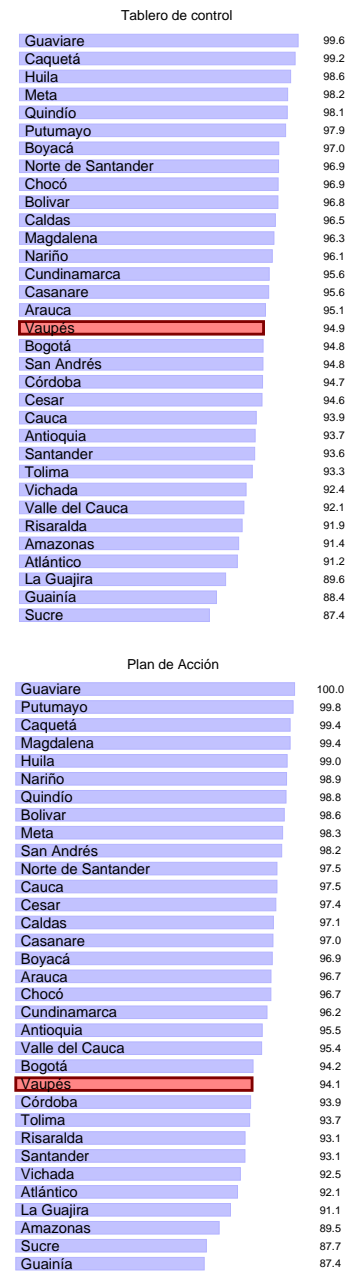 Tablero de control
Guaviare 99.6
Caquetá 99.2
Huila 98.6
Meta 98.2
Quindío 98.1
Putumayo 97.9
Boyacá 97.0
Norte de Santander 96.9
Chocó 96.9
Bolivar 96.8
Caldas 96.5
Magdalena 96.3
Nariño 96.1
Cundinamarca 95.6
Casanare 95.6
Arauca 95.1
Vaupés 94.9
Bogotá 94.8
San Andrés 94.8
Córdoba 94.7
Cesar 94.6
Cauca 93.9
Antioquia 93.7
Santander 93.6
Tolima 93.3
Vichada 92.4
Valle del Cauca 92.1
Risaralda 91.9
Amazonas 91.4
Atlántico 91.2
La Guajira 89.6
Guainía 88.4
Sucre 87.4
Plan de Acción
Guaviare 100.0
Putumayo 99.8
Caquetá 99.4
Magdalena 99.4
Huila 99.0
Nariño 98.9
Quindío 98.8
Bolivar 98.6
Meta 98.3
San Andrés 98.2
Norte de Santander 97.5
Cauca 97.5
Cesar 97.4
Caldas 97.1
Casanare 97.0
Boyacá 96.9
Arauca 96.7
Chocó 96.7
Cundinamarca 96.2
Antioquia 95.5
Valle del Cauca 95.4
Bogotá 94.2
Vaupés 94.1
Córdoba 93.9
Tolima 93.7
Risaralda 93.1
Santander 93.1
Vichada 92.5
Atlántico 92.1
La Guajira 91.1
Amazonas 89.5
Sucre 87.7
Guainía 87.4